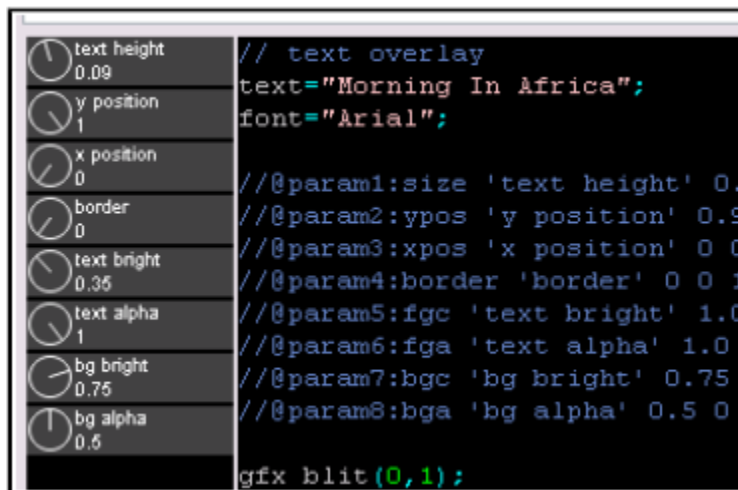 text height
0.09
y position
1
x position
0
border
0
text bright
0.35
text alpha
1
bg bright
0.75
bg alpha
0.5
// text overlay
text="Morning In Africa";
font="Arial";
//@param1:size 'text height' 0.
//@param2:ypos 'y position' 0.9
//@param3:xpos 'x position' 0 0
//@param4:border 'border' 0 0 1
//@param5:fgc 'text bright' 1.0
//@param6:fga 'text alpha' 1.0
//@param7:bgc 'bg bright' 0.75
//@param8:bga 'bg alpha' 0.5 0
gfx_blit(0,1);